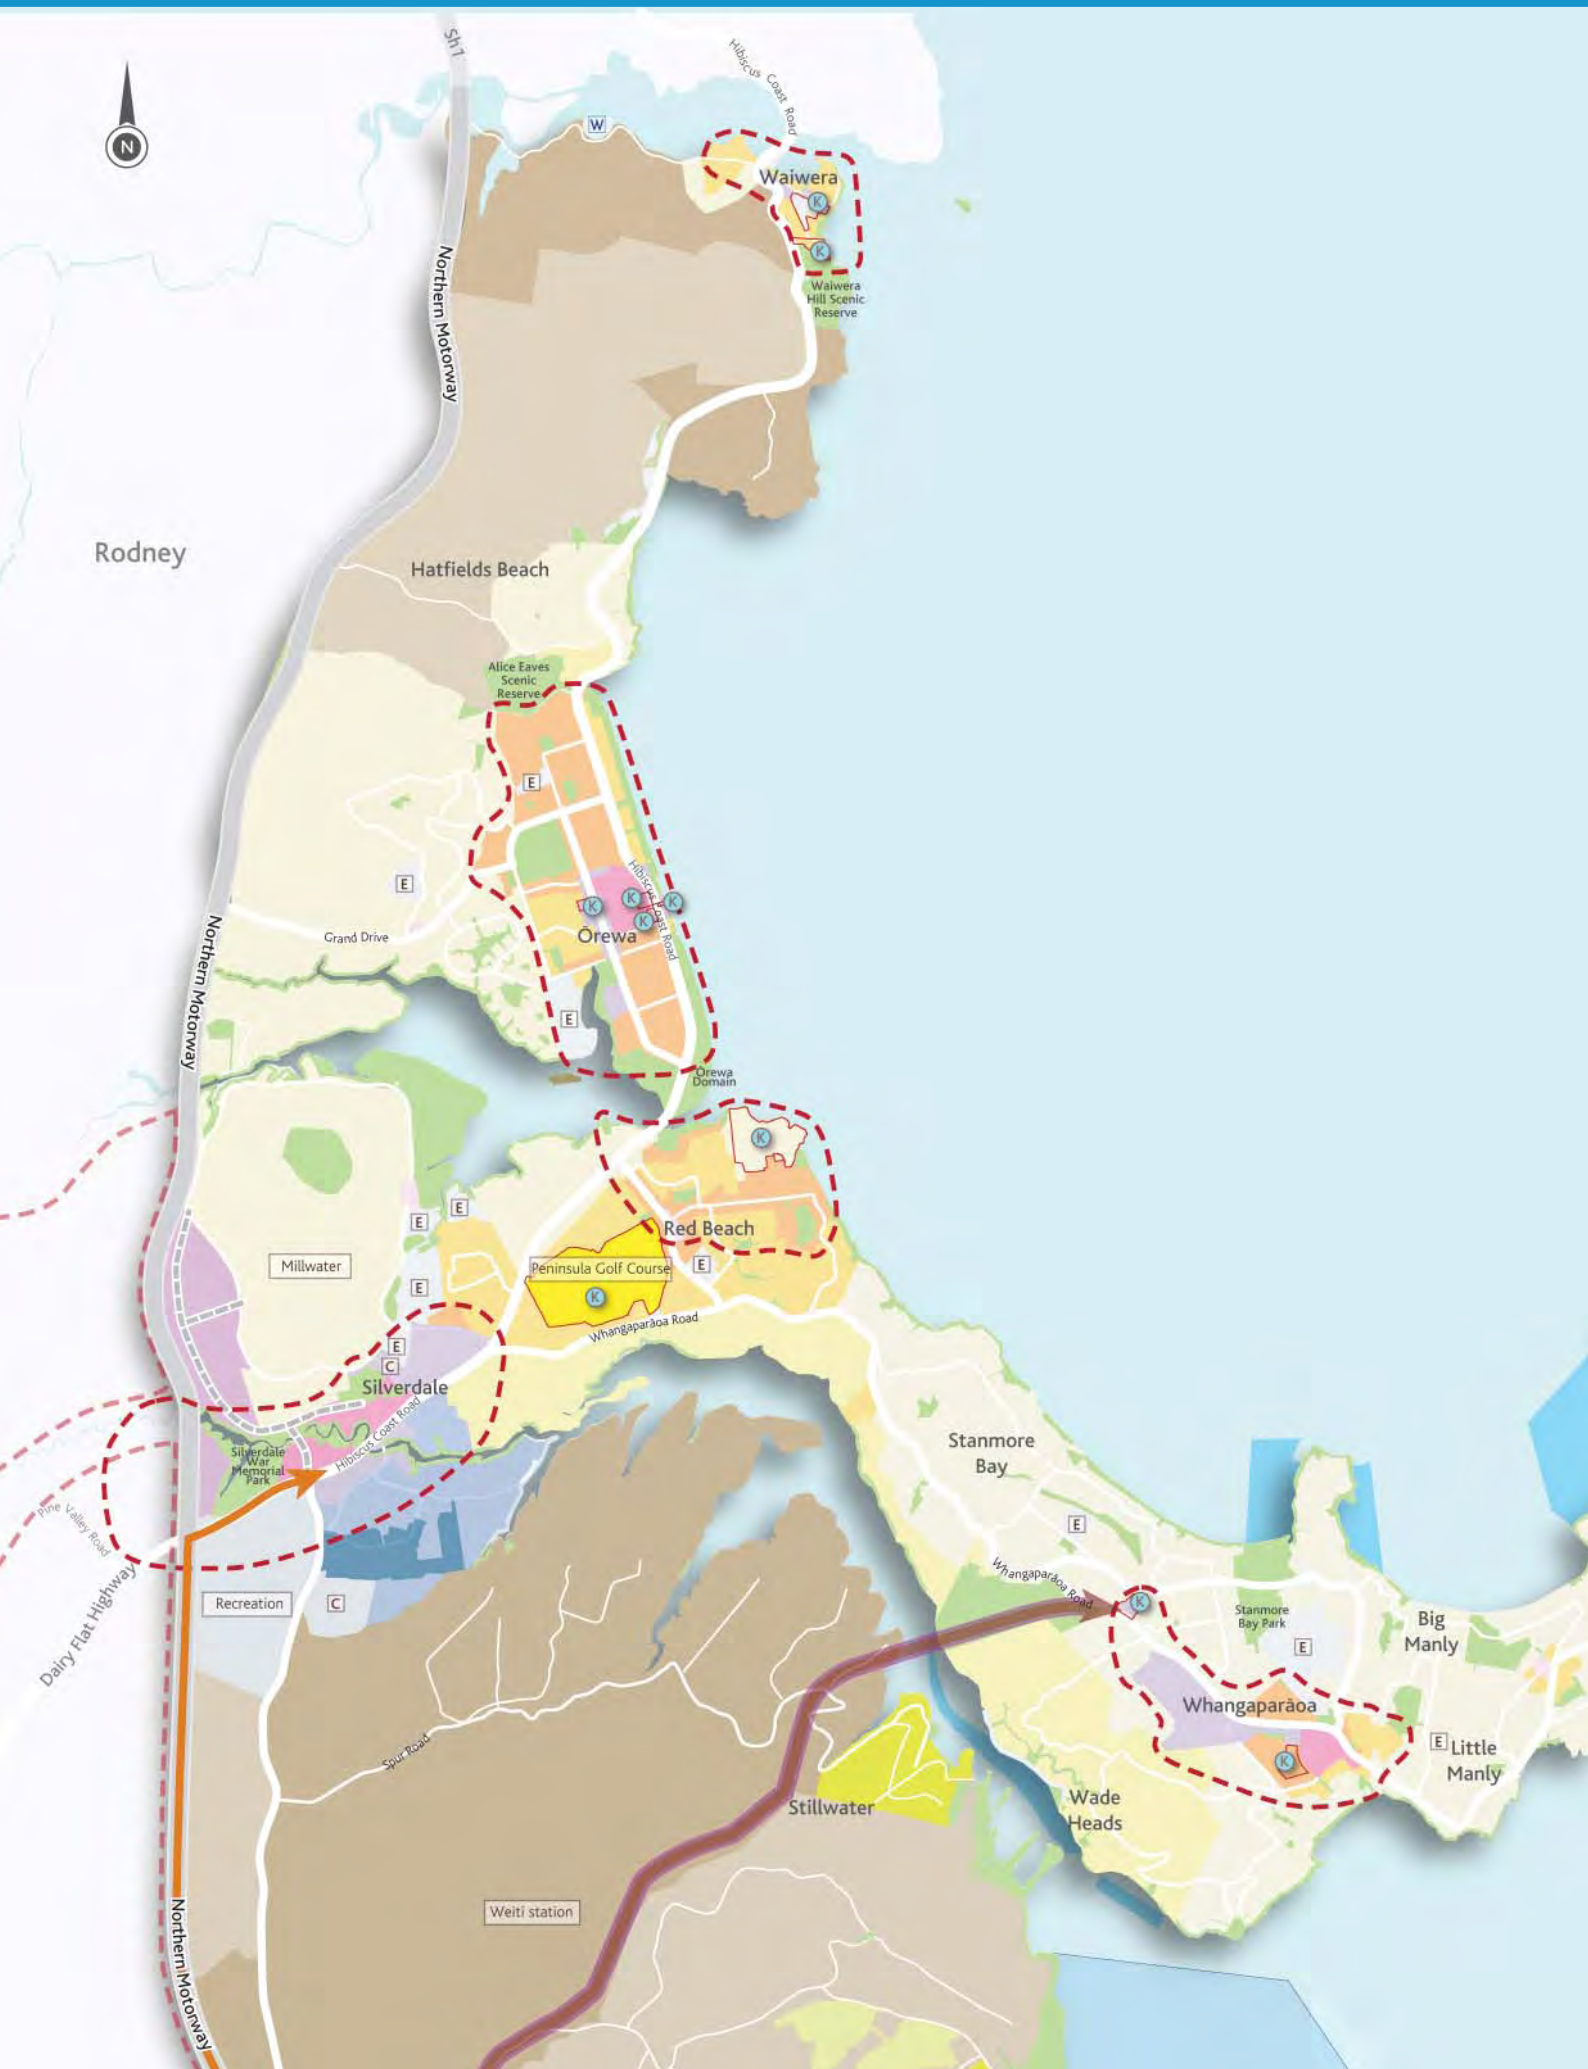 Sh1
Hibiscus Coast Road
N
W
Waiwera
K
K
Waiwera
Hill Scenic
Reserve
Northern Motorway
Rodney
Hatfields Beach
Alice Eaves
Scenic
Reserve
E
E
Hibiscus Coast Road
K
K
K
K
Ōrewa
Grand Drive
Northern Motorway
E
Ōrewa
Domain
K
E
E
Red Beach
Millwater
Peninsula Golf Course
E
E
K
Whangaparāoa Road
E
C
Silverdale
Hibiscus Coast Road
Silverdale
War
Memorial
Park
Stanmore
Bay
Pine Valley Road
E
Dairy Flat Highway
Whangaparāoa Road
Recreation
C
K
Stanmore
Bay Park
Big
Manly
E
Whangaparāoa
Spur Road
E
Little
Manly
K
Stillwater
Wade
Heads
Weiti station
Northern Motorway